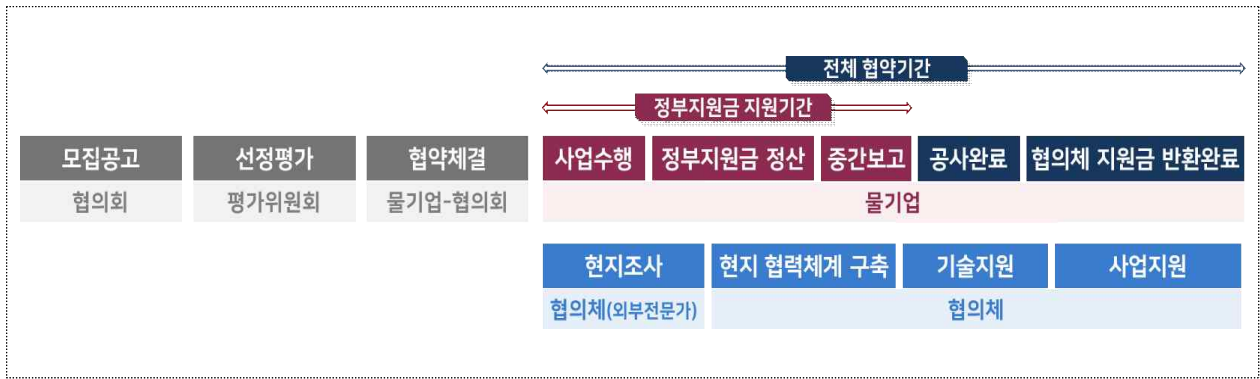 전체 협약기간
정부지원금 지원기간
모집공고 선정평가 협약체결 사업수행 정부지원금 정산 중간보고 공사완료 협의체 지원금 반환완료
협의회 평가위원회 물기업-협의회 물기업
현지조사 현지 협력체계 구축 기술지원 사업지원
협의체(외부전문가) 협의체